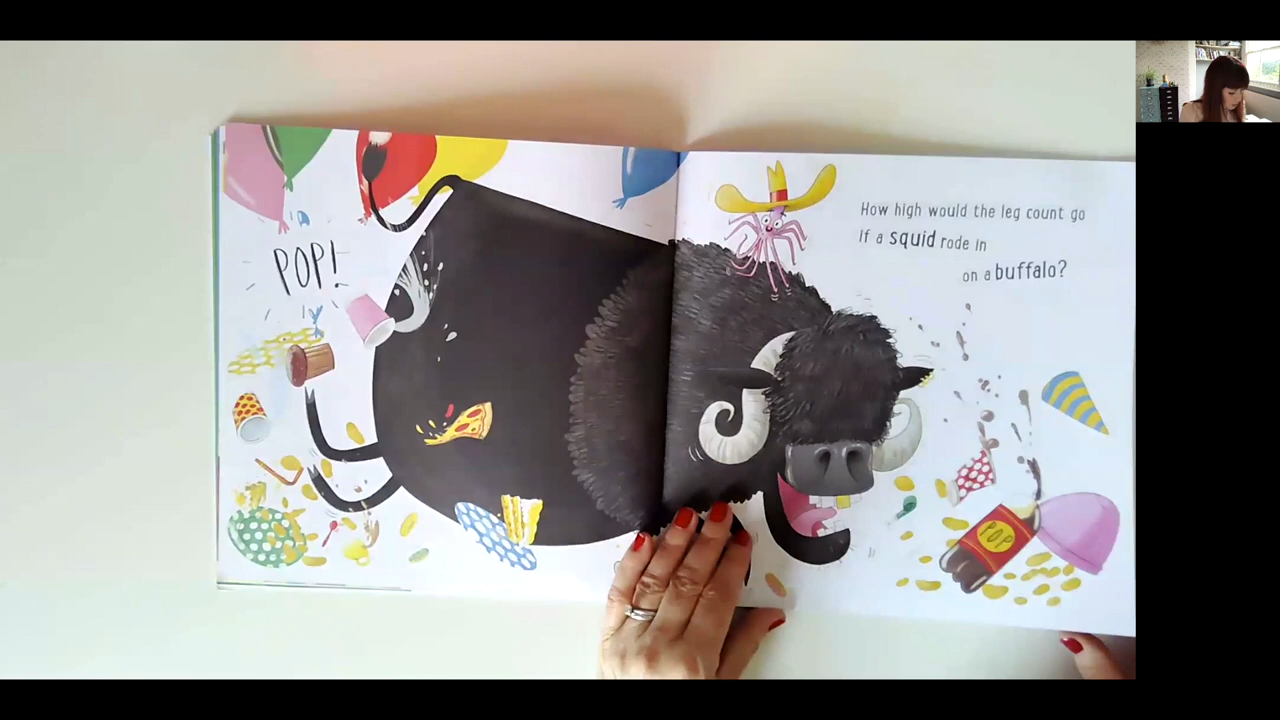 POP!
How high would the leg count go
if a squid rode in
on a buffalo?
POP